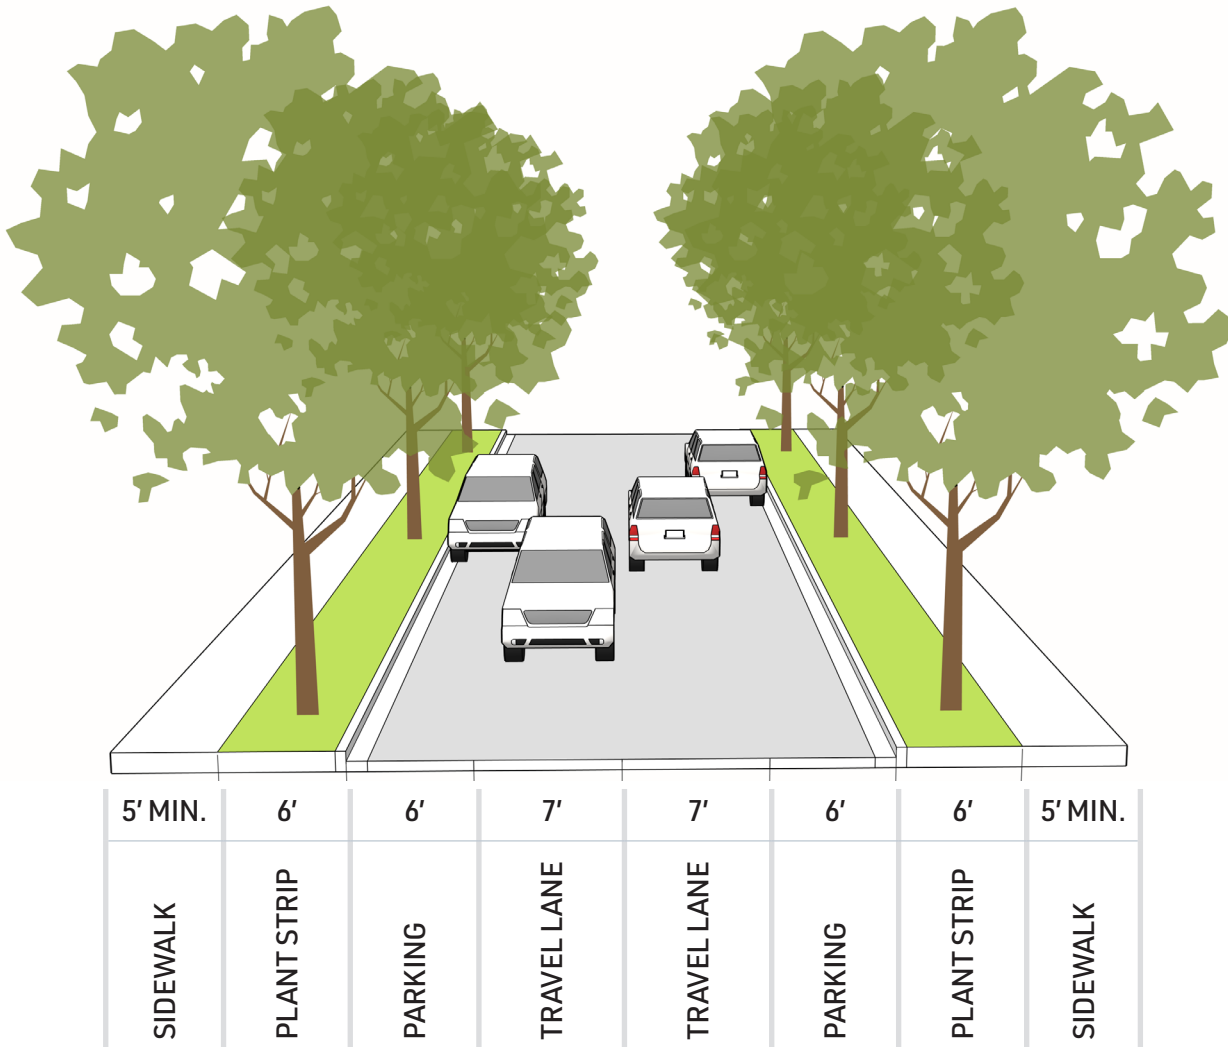 5′ MIN. 6′ 6′ 7′ 7′ 6′ 6′ 5′ MIN.
SIDEWALK
PLANT STRIP
PARKING
TRAVEL LANE
TRAVEL LANE
PARKING
PLANT STRIP
SIDEWALK